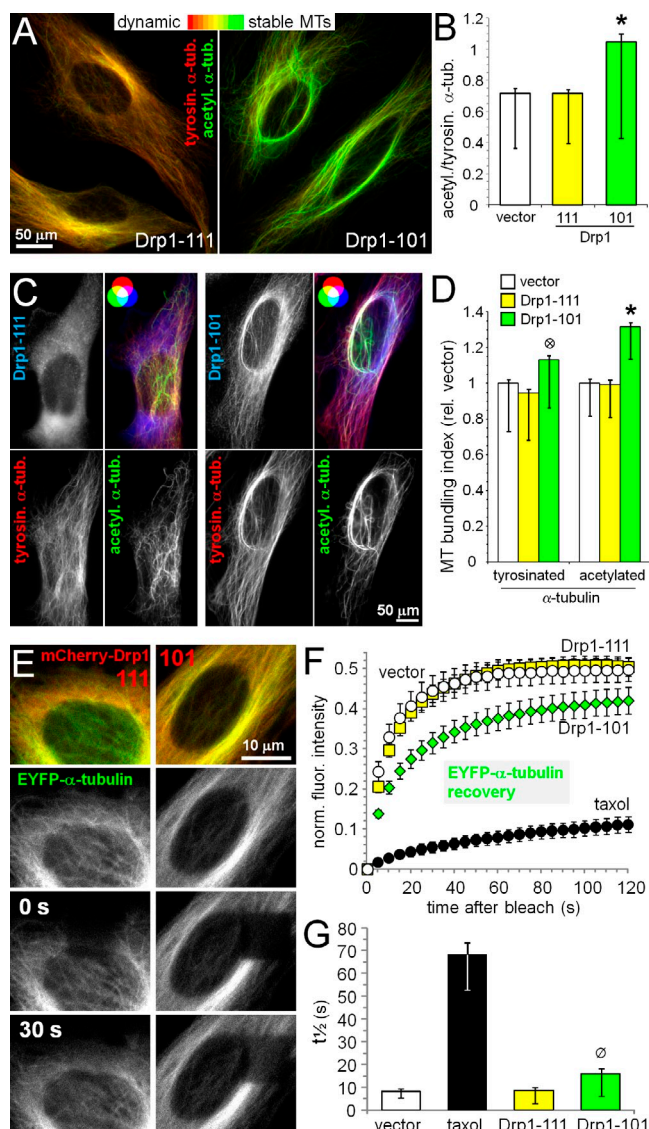 A
dynamic
stable MTs
tyrosin. α-tub.
acetyl. α-tub.
50 μm
Drp1-111
Drp1-101
B
*
acetyl./tyrosin. α-tub.
1.2
1
0.8
0.6
0.4
0.2
0
vector
111
101
Drp1
C
Drp1-111
Drp1-101
tyrosin. α-tub.
acetyl. α-tub.
tyrosin. α-tub.
acetyl. α-tub.
50 μm
D
vector
Drp1-111
Drp1-101
MT bundling index (rel. vector)
1.4
1.2
1
0.8
0.6
0.4
0.2
0
⊗
*
tyrosinated
acetylated
α-tubulin
E
mCherry-Drp1
111
101
10 μm
EYFP-α-tubulin
0 s
30 s
F
norm. fluor. intensity
0.5
0.4
0.3
0.2
0.1
0
vector
Drp1-111
Drp1-101
EYFP-α-tubulin
recovery
taxol
0
20
40
60
80
100
120
time after bleach (s)
G
t½ (s)
80
70
60
50
40
30
20
10
0
∅
vector
taxol
Drp1-111
Drp1-101